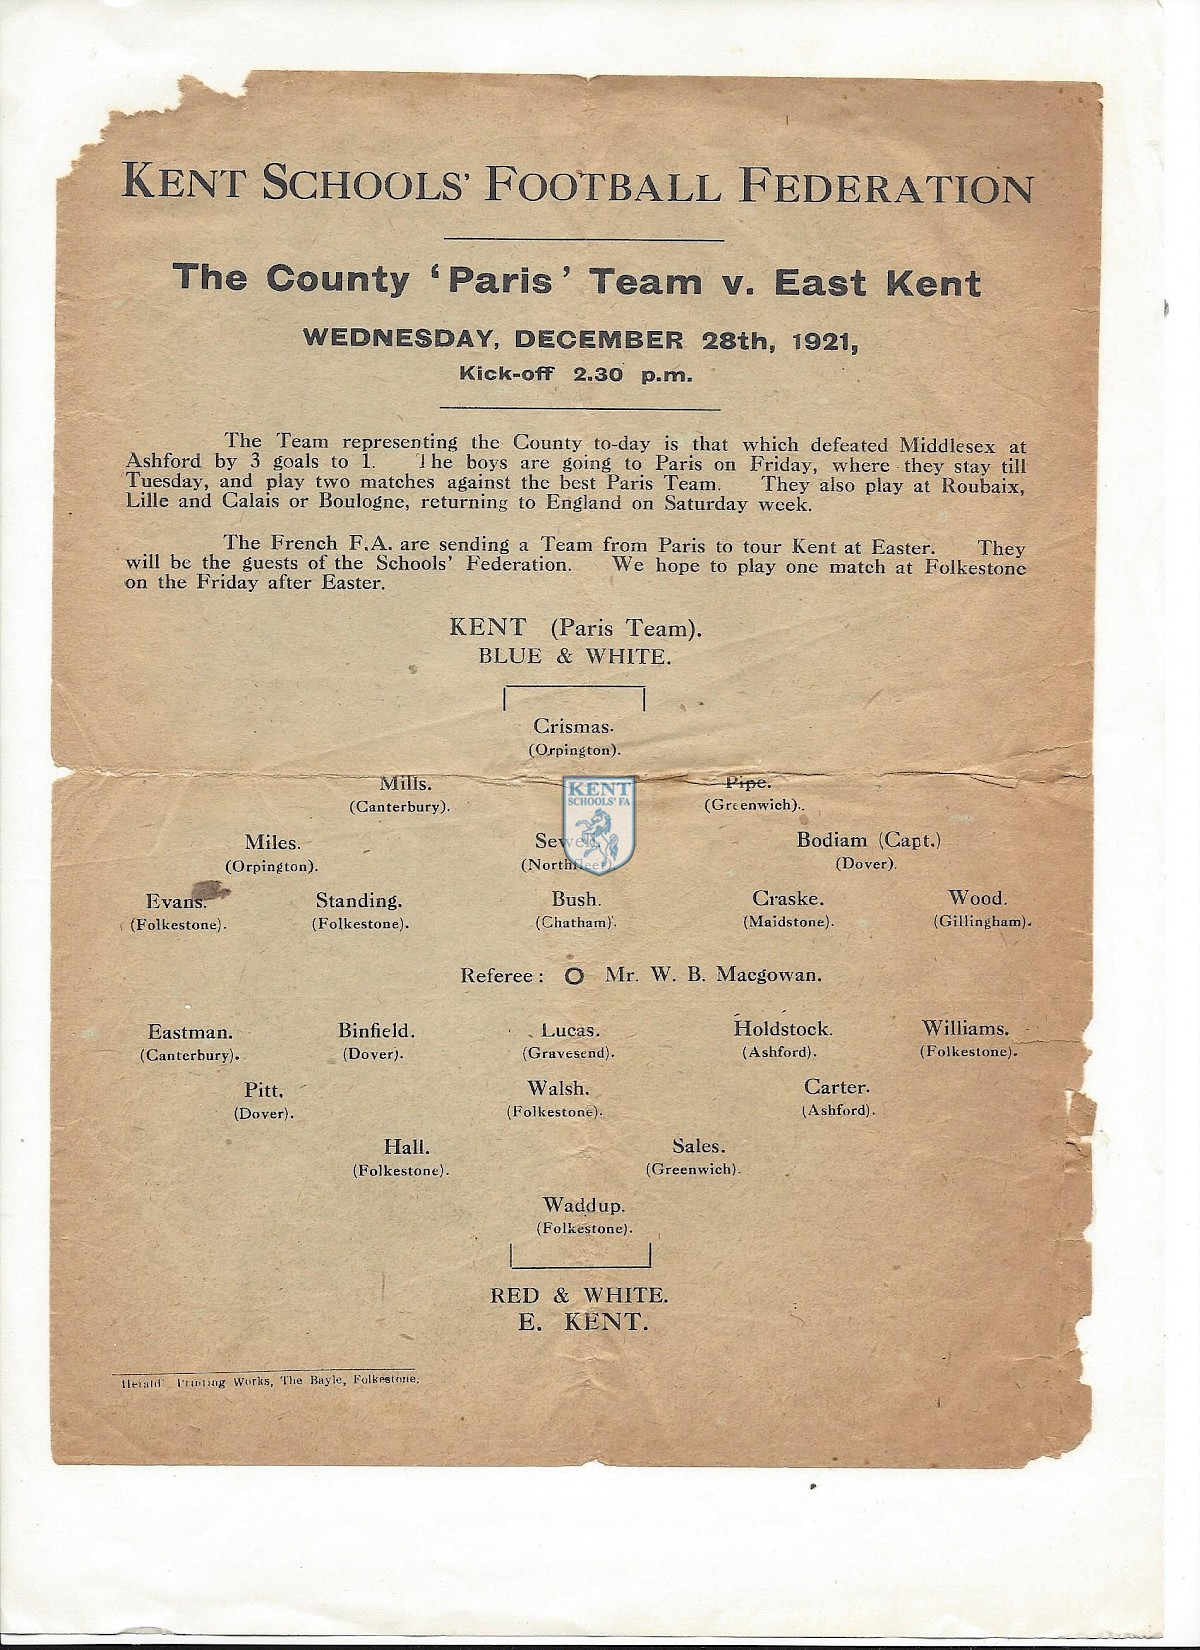 KENT SCHOOLS' FOOTBALL FEDERATION
The County 'Paris' Team v. East Kent
WEDNESDAY, DECEMBER 28th, 1921,
Kick-off 2.30 p.m.
The Team representing the County to-day is that which defeated Middlesex at
Ashford by 3 goals to 1. The boys are going to Paris on Friday, where they stay till
Tuesday, and play two matches against the best Paris Team. They also play at Roubaix,
Lille and Calais or Boulogne, returning to England on Saturday week.
The French F.A. are sending a Team from Paris to tour Kent at Easter. They
will be the guests of the Schools' Federation. We hope to play one match at Folkestone
on the Friday after Easter.
KENT (Paris Team).
BLUE & WHITE.
Crismas.
(Orpington).
Mills. Pipe.
(Canterbury). (Greenwich).
KENT
SCHOOLS' FA
Miles. Sewell. Bodiam (Capt.)
(Orpington). (Northfleet). (Dover).
Evans. Standing. Bush. Craske. Wood.
(Folkestone). (Folkestone). (Chatham). (Maidstone). (Gillingham).
Referee: O Mr. W. B. Macgowan.
Eastman. Binfield. Lucas. Holdstock. Williams.
(Canterbury). (Dover). (Gravesend). (Ashford). (Folkestone).
Pitt. Walsh. Carter.
(Dover). (Folkestone). (Ashford).
Hall. Sales.
(Folkestone). (Greenwich).
Waddup.
(Folkestone).
RED & WHITE.
E. KENT.
Herald" Printing Works, The Bayle, Folkestone.